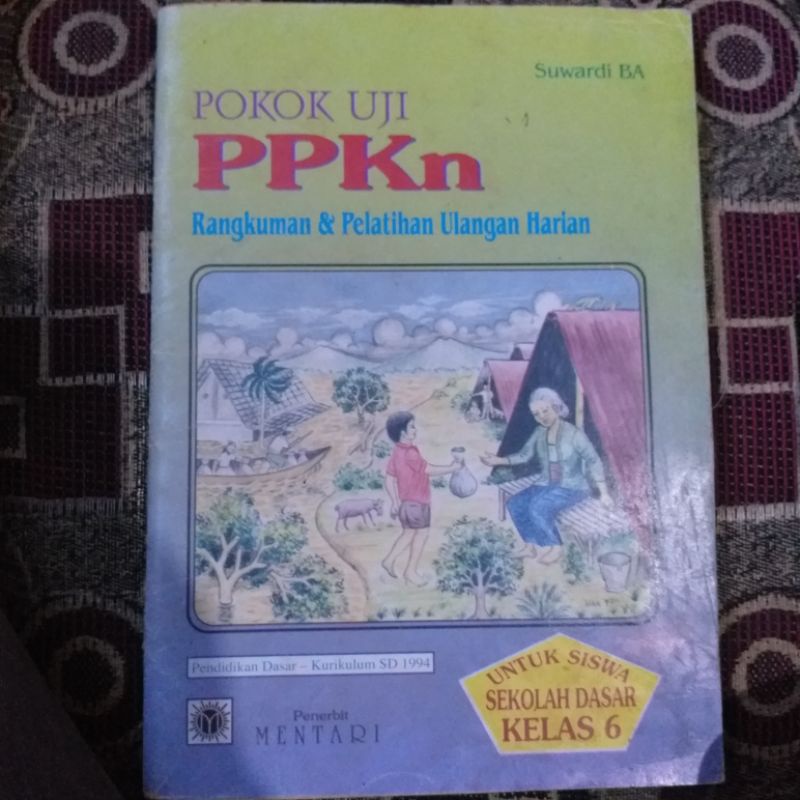 Suwardi BA
POKOK UJI
PPKn
Rangkuman & Pelatihan Ulangan Harian
Pendidikan Dasar – Kurikulum SD 1994
Penerbit
MENTARI
UNTUK SISWA
SEKOLAH DASAR
KELAS 6